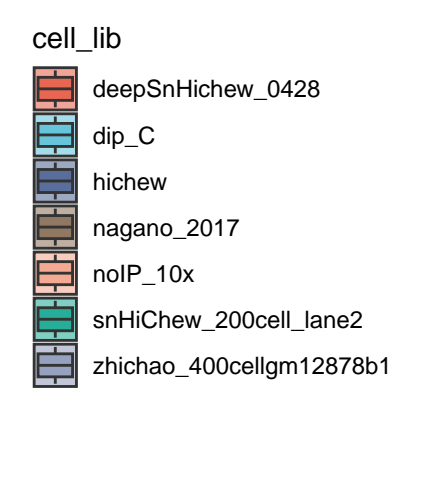 cell_lib
deepSnHichew_0428
dip_C
hichew
nagano_2017
noIP_10x
snHiChew_200cell_lane2
zhichao_400cellgm12878b1